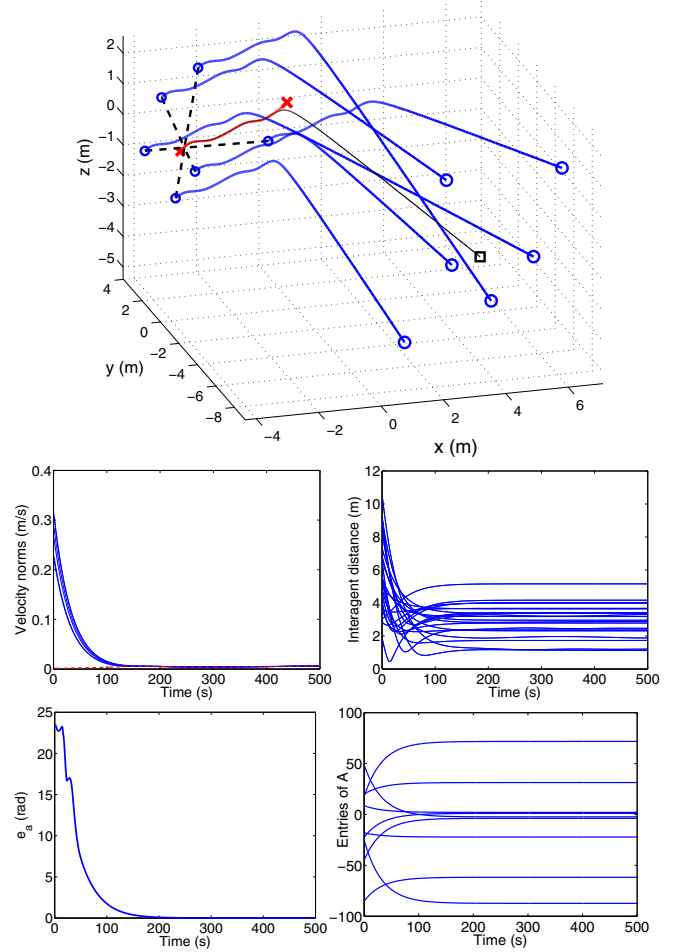 2
1
0
−1
−2
−3
−4
−5
z (m)
4
2
0
−2
−4
−6
−8
y (m)
−4
−2
0
2
4
6
x (m)
0.4
0.3
0.2
0.1
0
Velocity norms (m/s)
0 100 200 300 400 500
Time (s)
12
10
8
6
4
2
0
Interagent distance (m)
0 100 200 300 400 500
Time (s)
25
20
15
10
5
0
e_a (rad)
0 100 200 300 400 500
Time (s)
100
50
0
−50
−100
Entries of A
0 100 200 300 400 500
Time (s)